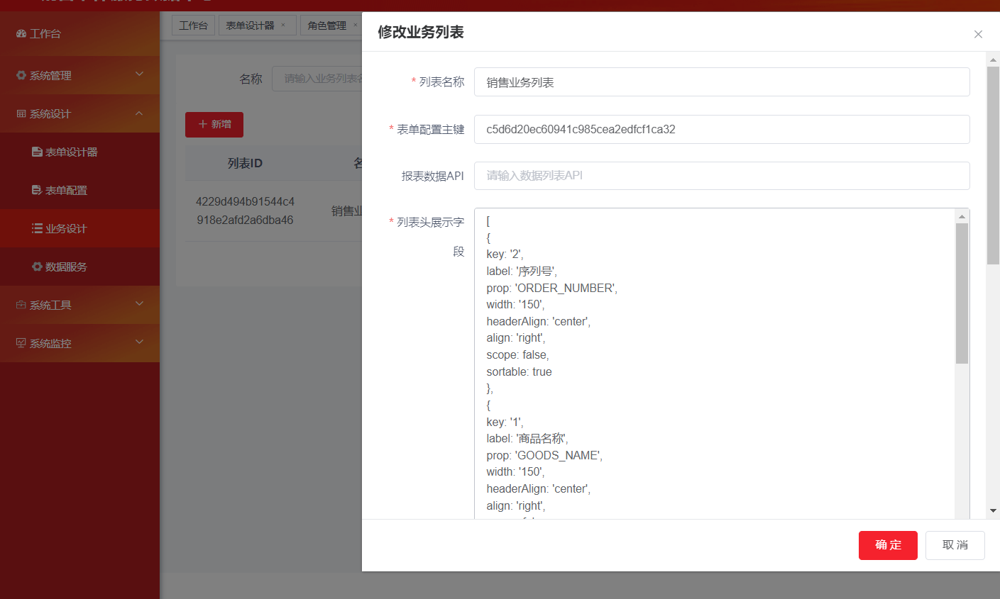 工作台
系统管理
系统设计
表单设计器
表单配置
业务设计
数据服务
系统工具
系统监控
工作台
表单设计器 ×
角色管理 ×
名称
请输入业务列表
+ 新增
列表ID
4229d494b91544c4
918e2afd2a6dba46
销售业
修改业务列表
* 列表名称
销售业务列表
* 表单配置主键
c5d6d20ec60941c985cea2edfcf1ca32
报表数据API
请输入数据列表API
* 列表头展示字
段
[
{
key: '2',
label: '序列号',
prop: 'ORDER_NUMBER',
width: '150',
headerAlign: 'center',
align: 'right',
scope: false,
sortable: true
},
{
key: '1',
label: '商品名称',
prop: 'GOODS_NAME',
width: '150',
headerAlign: 'center',
align: 'right',
确 定
取 消